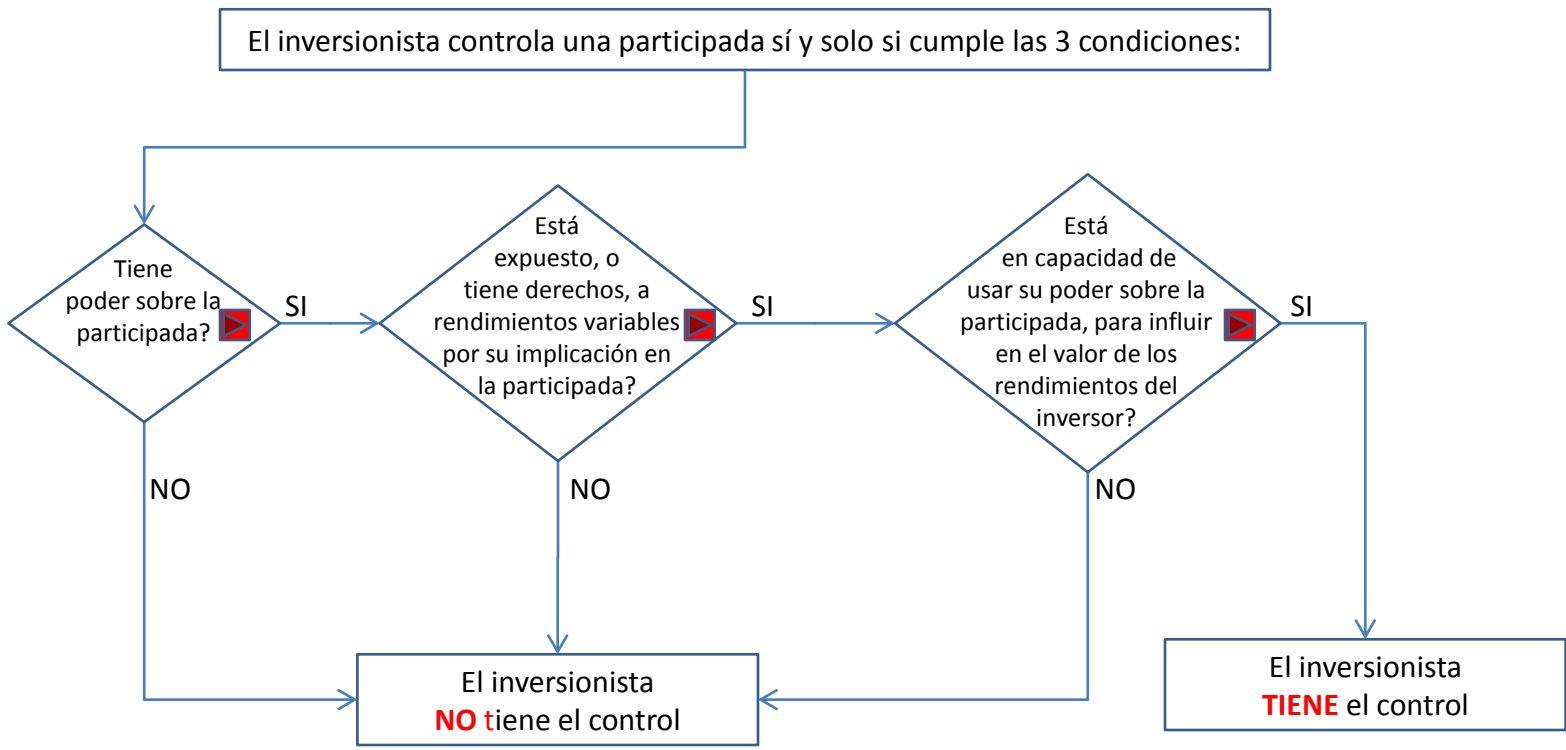 El inversionista controla una participada sí y solo si cumple las 3 condiciones:
Tiene
poder sobre la
participada?
SI
NO
Está
expuesto, o
tiene derechos, a
rendimientos variables
por su implicación en
la participada?
SI
NO
Está
en capacidad de
usar su poder sobre la
participada, para influir
en el valor de los
rendimientos del
inversor?
SI
NO
El inversionista
NO tiene el control
El inversionista
TIENE el control